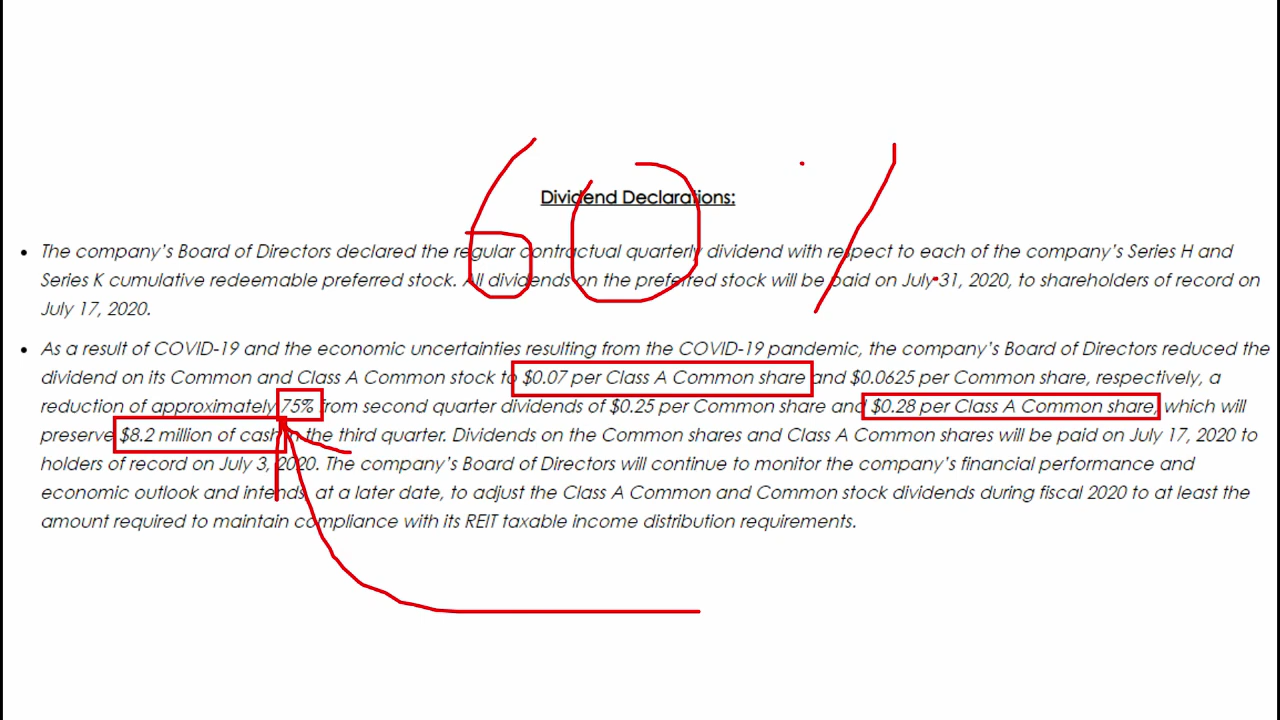 60%
Dividend Declarations:
• The company's Board of Directors declared the regular contractual quarterly dividend with respect to each of the company's Series H and
Series K cumulative redeemable preferred stock. All dividends on the preferred stock will be paid on July 31, 2020, to shareholders of record on
July 17, 2020.
• As a result of COVID-19 and the economic uncertainties resulting from the COVID-19 pandemic, the company's Board of Directors reduced the
dividend on its Common and Class A Common stock to $0.07 per Class A Common share and $0.0625 per Common share, respectively, a
reduction of approximately 75% from second quarter dividends of $0.25 per Common share and $0.28 per Class A Common share, which will
preserve $8.2 million of cash in the third quarter. Dividends on the Common shares and Class A Common shares will be paid on July 17, 2020 to
holders of record on July 3, 2020. The company's Board of Directors will continue to monitor the company's financial performance and
economic outlook and intends, at a later date, to adjust the Class A Common and Common stock dividends during fiscal 2020 to at least the
amount required to maintain compliance with its REIT taxable income distribution requirements.